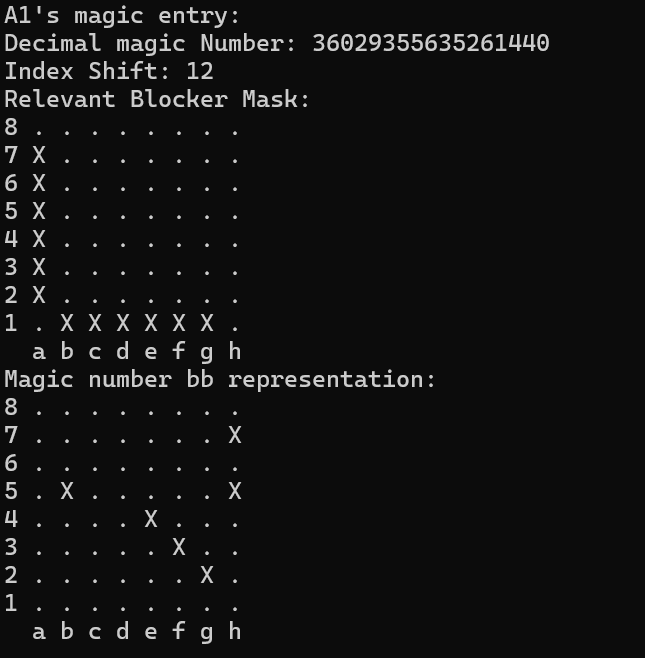 A1's magic entry:
Decimal magic Number: 36029355635261440
Index Shift: 12
Relevant Blocker Mask:
8 . . . . . . . .
7 X . . . . . . .
6 X . . . . . . .
5 X . . . . . . .
4 X . . . . . . .
3 X . . . . . . .
2 X . . . . . . .
1 . X X X X X X .
  a b c d e f g h
Magic number bb representation:
8 . . . . . . . .
7 . . . . . . . X
6 . . . . . . . .
5 . X . . . . . X
4 . . . . X . . .
3 . . . . . X . .
2 . . . . . . X .
1 . . . . . . . .
  a b c d e f g h